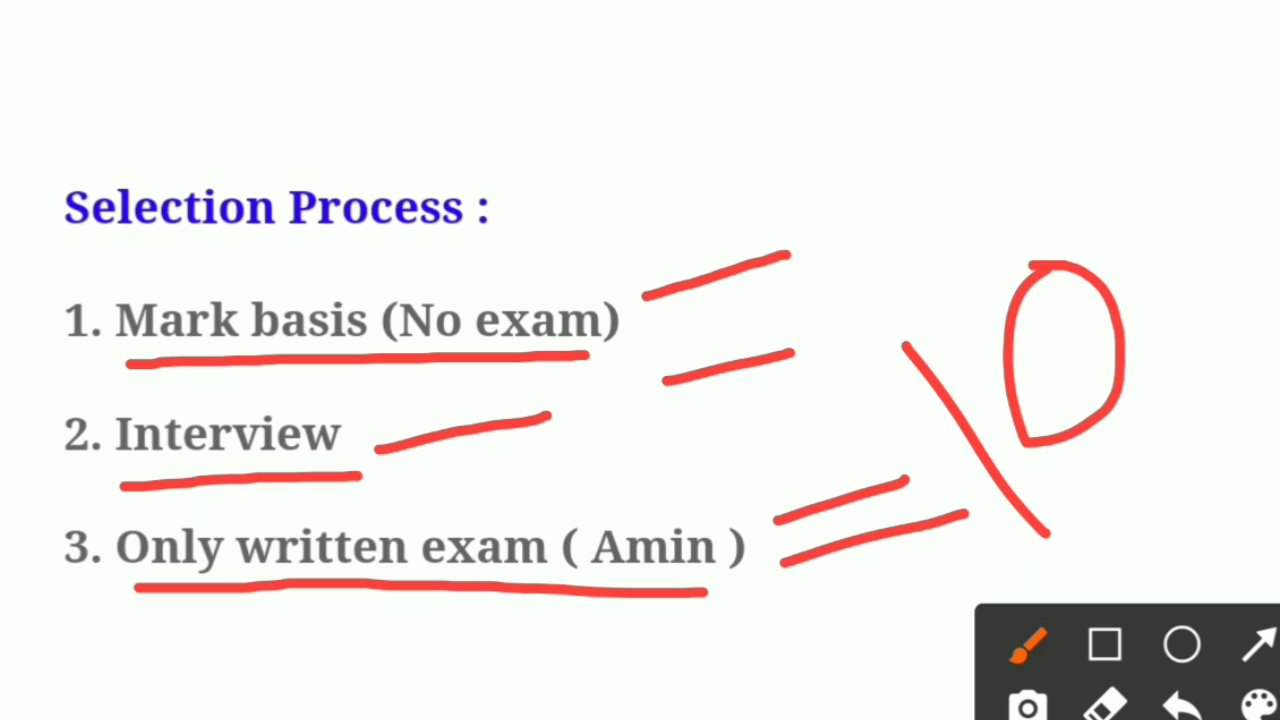 Selection Process :
1. Mark basis (No exam)
2. Interview
3. Only written exam ( Amin )